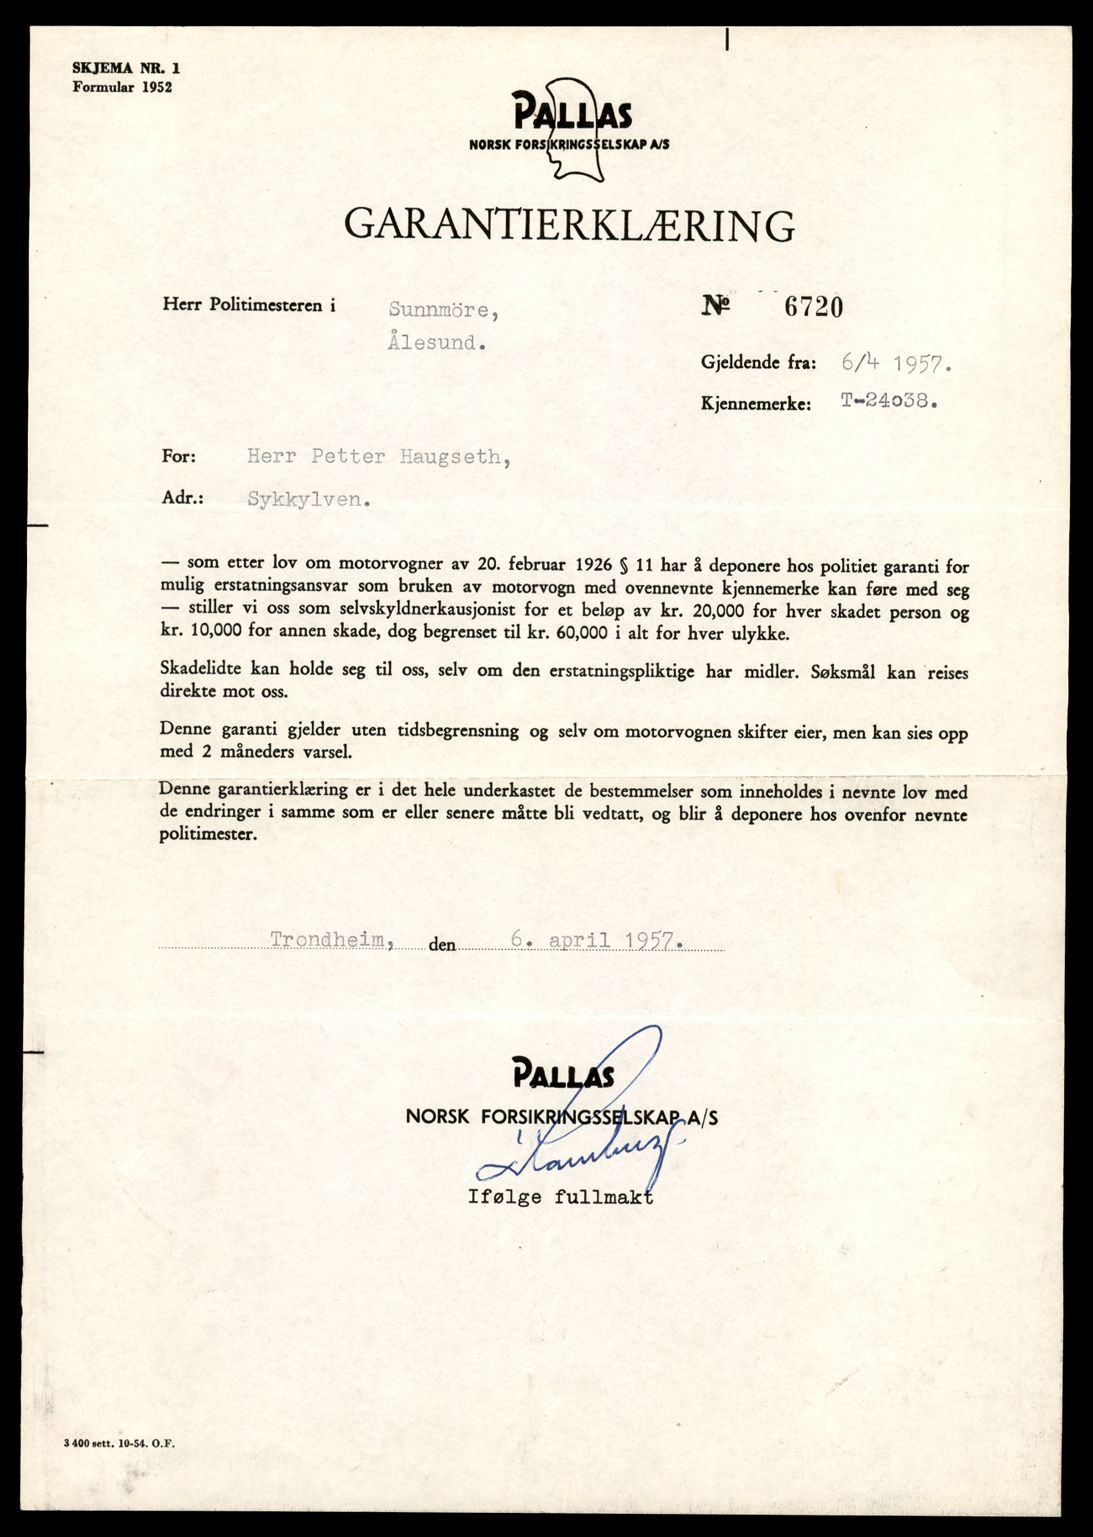 SKJEMA NR. 1
Formular 1952
PALLAS
NORSK FORSIKRINGSSELSKAP A/S
GARANTIERKLÆRING
Herr Politimesteren i Sunnmöre,
Ålesund.
№ 6720
Gjeldende fra: 6/4 1957.
Kjennemerke: T-24o38.
For: Herr Petter Haugseth,
Adr.: Sykkylven.
— som etter lov om motorvogner av 20. februar 1926 § 11 har å deponere hos politiet garanti for
mulig erstatningsansvar som bruken av motorvogn med ovennevnte kjennemerke kan føre med seg
— stiller vi oss som selvskyldnerkausjonist for et beløp av kr. 20,000 for hver skadet person og
kr. 10,000 for annen skade, dog begrenset til kr. 60,000 i alt for hver ulykke.
Skadelidte kan holde seg til oss, selv om den erstatningspliktige har midler. Søksmål kan reises
direkte mot oss.
Denne garanti gjelder uten tidsbegrensning og selv om motorvognen skifter eier, men kan sies opp
med 2 måneders varsel.
Denne garantierklæring er i det hele underkastet de bestemmelser som inneholdes i nevnte lov med
de endringer i samme som er eller senere måtte bli vedtatt, og blir å deponere hos ovenfor nevnte
politimester.
Trondheim, den 6. april 1957.
PALLAS
NORSK FORSIKRINGSSELSKAP A/S
Ifølge fullmakt
3 400 sett. 10-54. O.F.